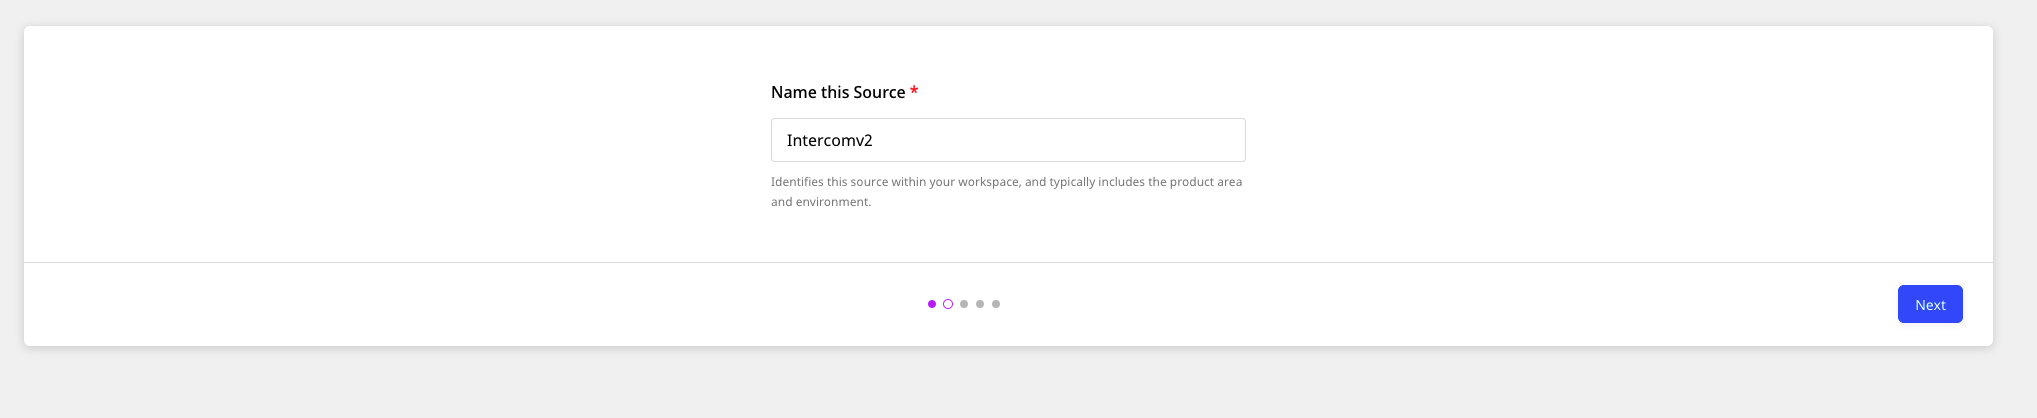 Name this Source *
Intercomv2
Identifies this source within your workspace, and typically includes the product area
and environment.
Next